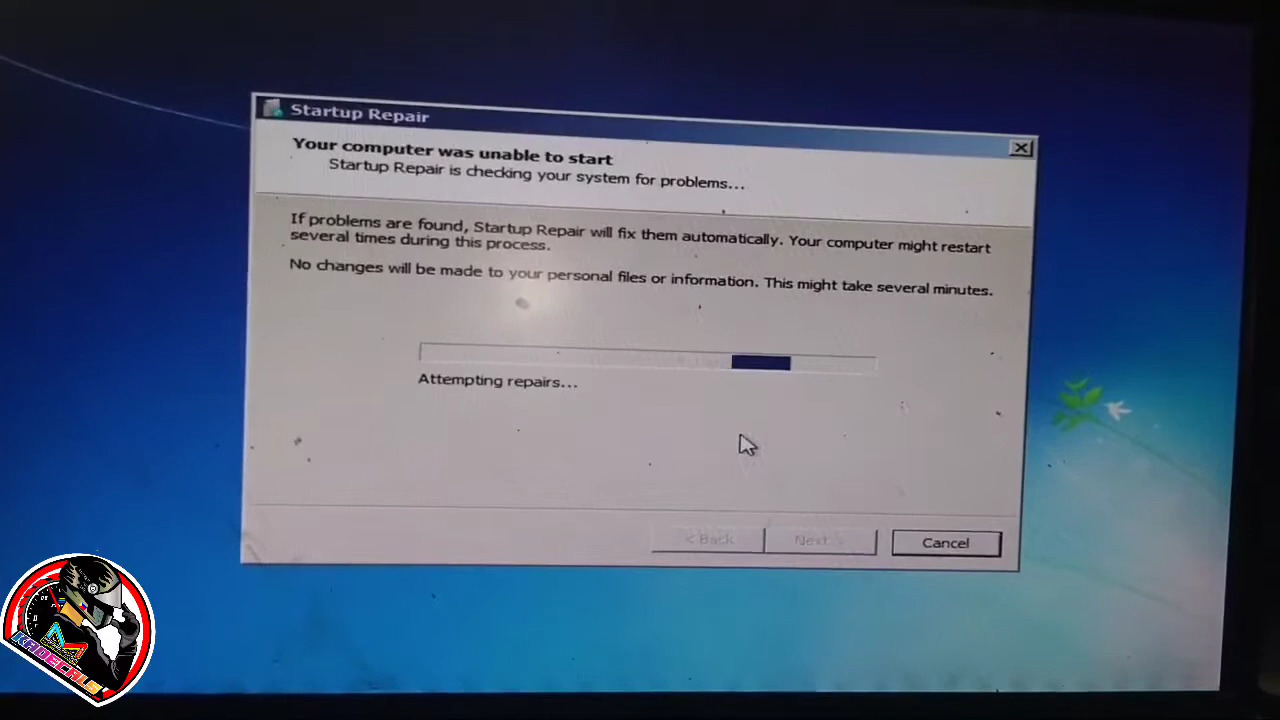 Startup Repair
Your computer was unable to start
Startup Repair is checking your system for problems...
If problems are found, Startup Repair will fix them automatically. Your computer might restart
several times during this process.
No changes will be made to your personal files or information. This might take several minutes.
Attempting repairs...
< Back
Next >
Cancel
KADECALS